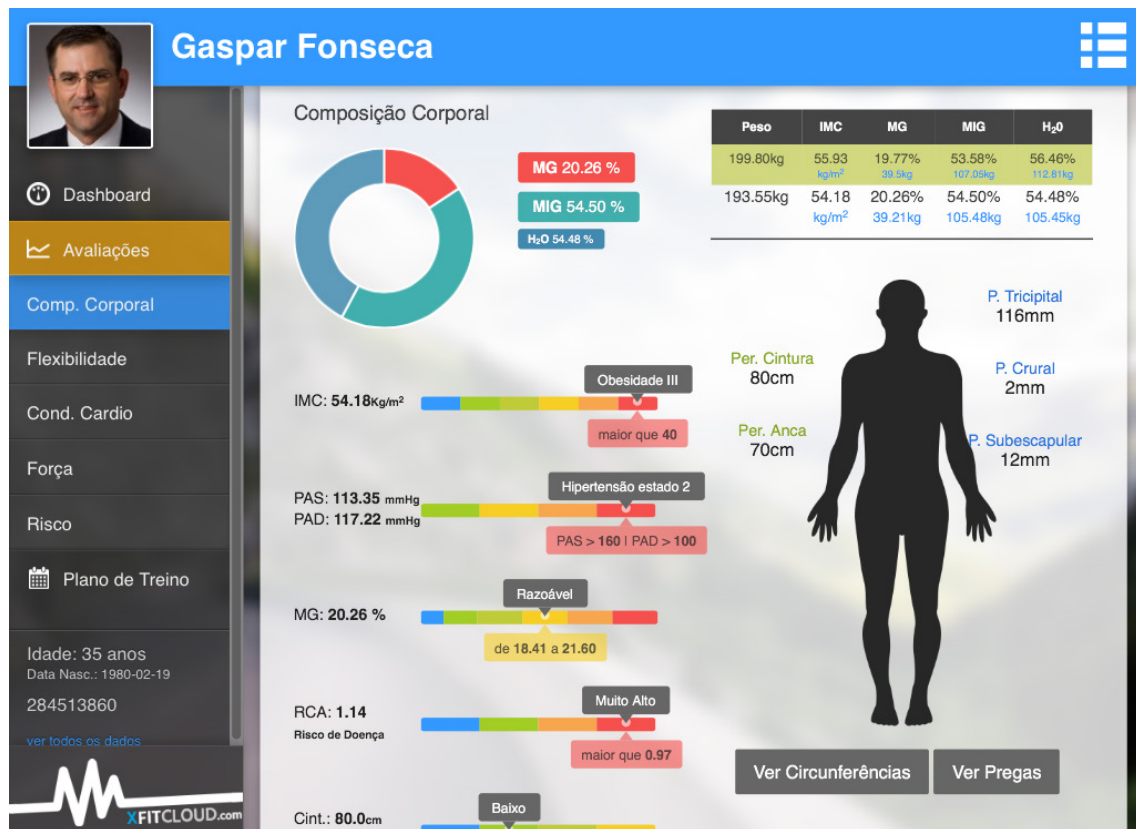 Gaspar Fonseca
Dashboard
Avaliações
Comp. Corporal
Flexibilidade
Cond. Cardio
Força
Risco
Plano de Treino
Idade: 35 anos
Data Nasc.: 1980-02-19
284513860
ver todos os dados
XFITCLOUD.com
Composição Corporal
MG 20.26 %
MIG 54.50 %
H₂O 54.48 %
Peso IMC MG MIG H₂0
199.80kg 55.93 19.77% 53.58% 56.46%
kg/m² 39.5kg 107.05kg 112.81kg
193.55kg 54.18 20.26% 54.50% 54.48%
kg/m² 39.21kg 105.48kg 105.45kg
Obesidade III
IMC: 54.18Kg/m²
maior que 40
Hipertensão estado 2
PAS: 113.35 mmHg
PAD: 117.22 mmHg
PAS > 160 | PAD > 100
Razoável
MG: 20.26 %
de 18.41 a 21.60
Muito Alto
RCA: 1.14
Risco de Doença
maior que 0.97
Baixo
Cint.: 80.0cm
P. Tricipital
116mm
Per. Cintura
80cm
P. Crural
2mm
Per. Anca
70cm
P. Subescapular
12mm
Ver Circunferências
Ver Pregas